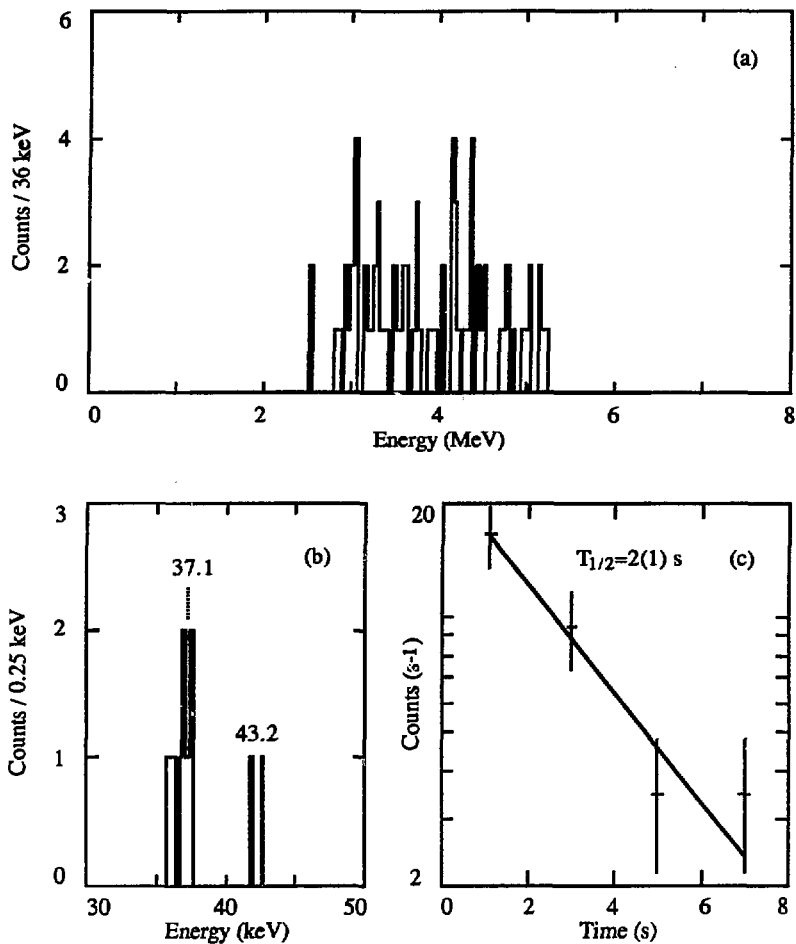 6
(a)
4
Counts / 36 keV
2
0
0 2 4 6 8
Energy (MeV)
3
(b)
37.1
2
Counts / 0.25 keV
43.2
1
0
30 40 50
Energy (keV)
20
T1/2=2(1) s (c)
Counts (s-1)
2
0 2 4 6 8
Time (s)